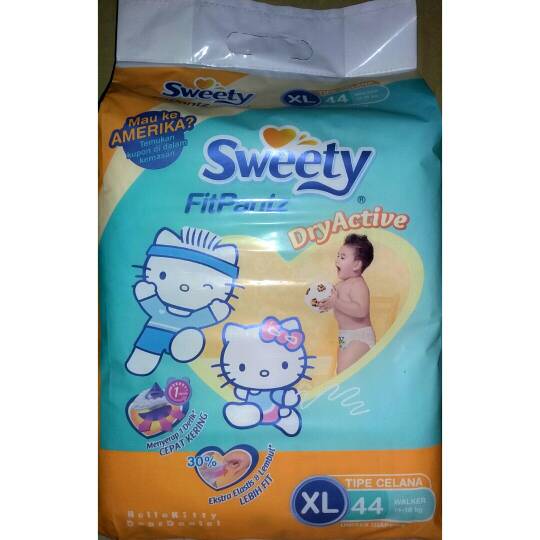 Sweety
XL 44
Mau ke
AMERIKA?
Temukan
kupon di dalam
kemasan
Sweety
FitPantz
DryActive
Menyerap 1 Detik*
CEPAT KERING
30%
Ekstra Elastis & Lembut*
LEBIH FIT
TIPE CELANA
XL 44
WALKER
HelloKitty
DearDaniel